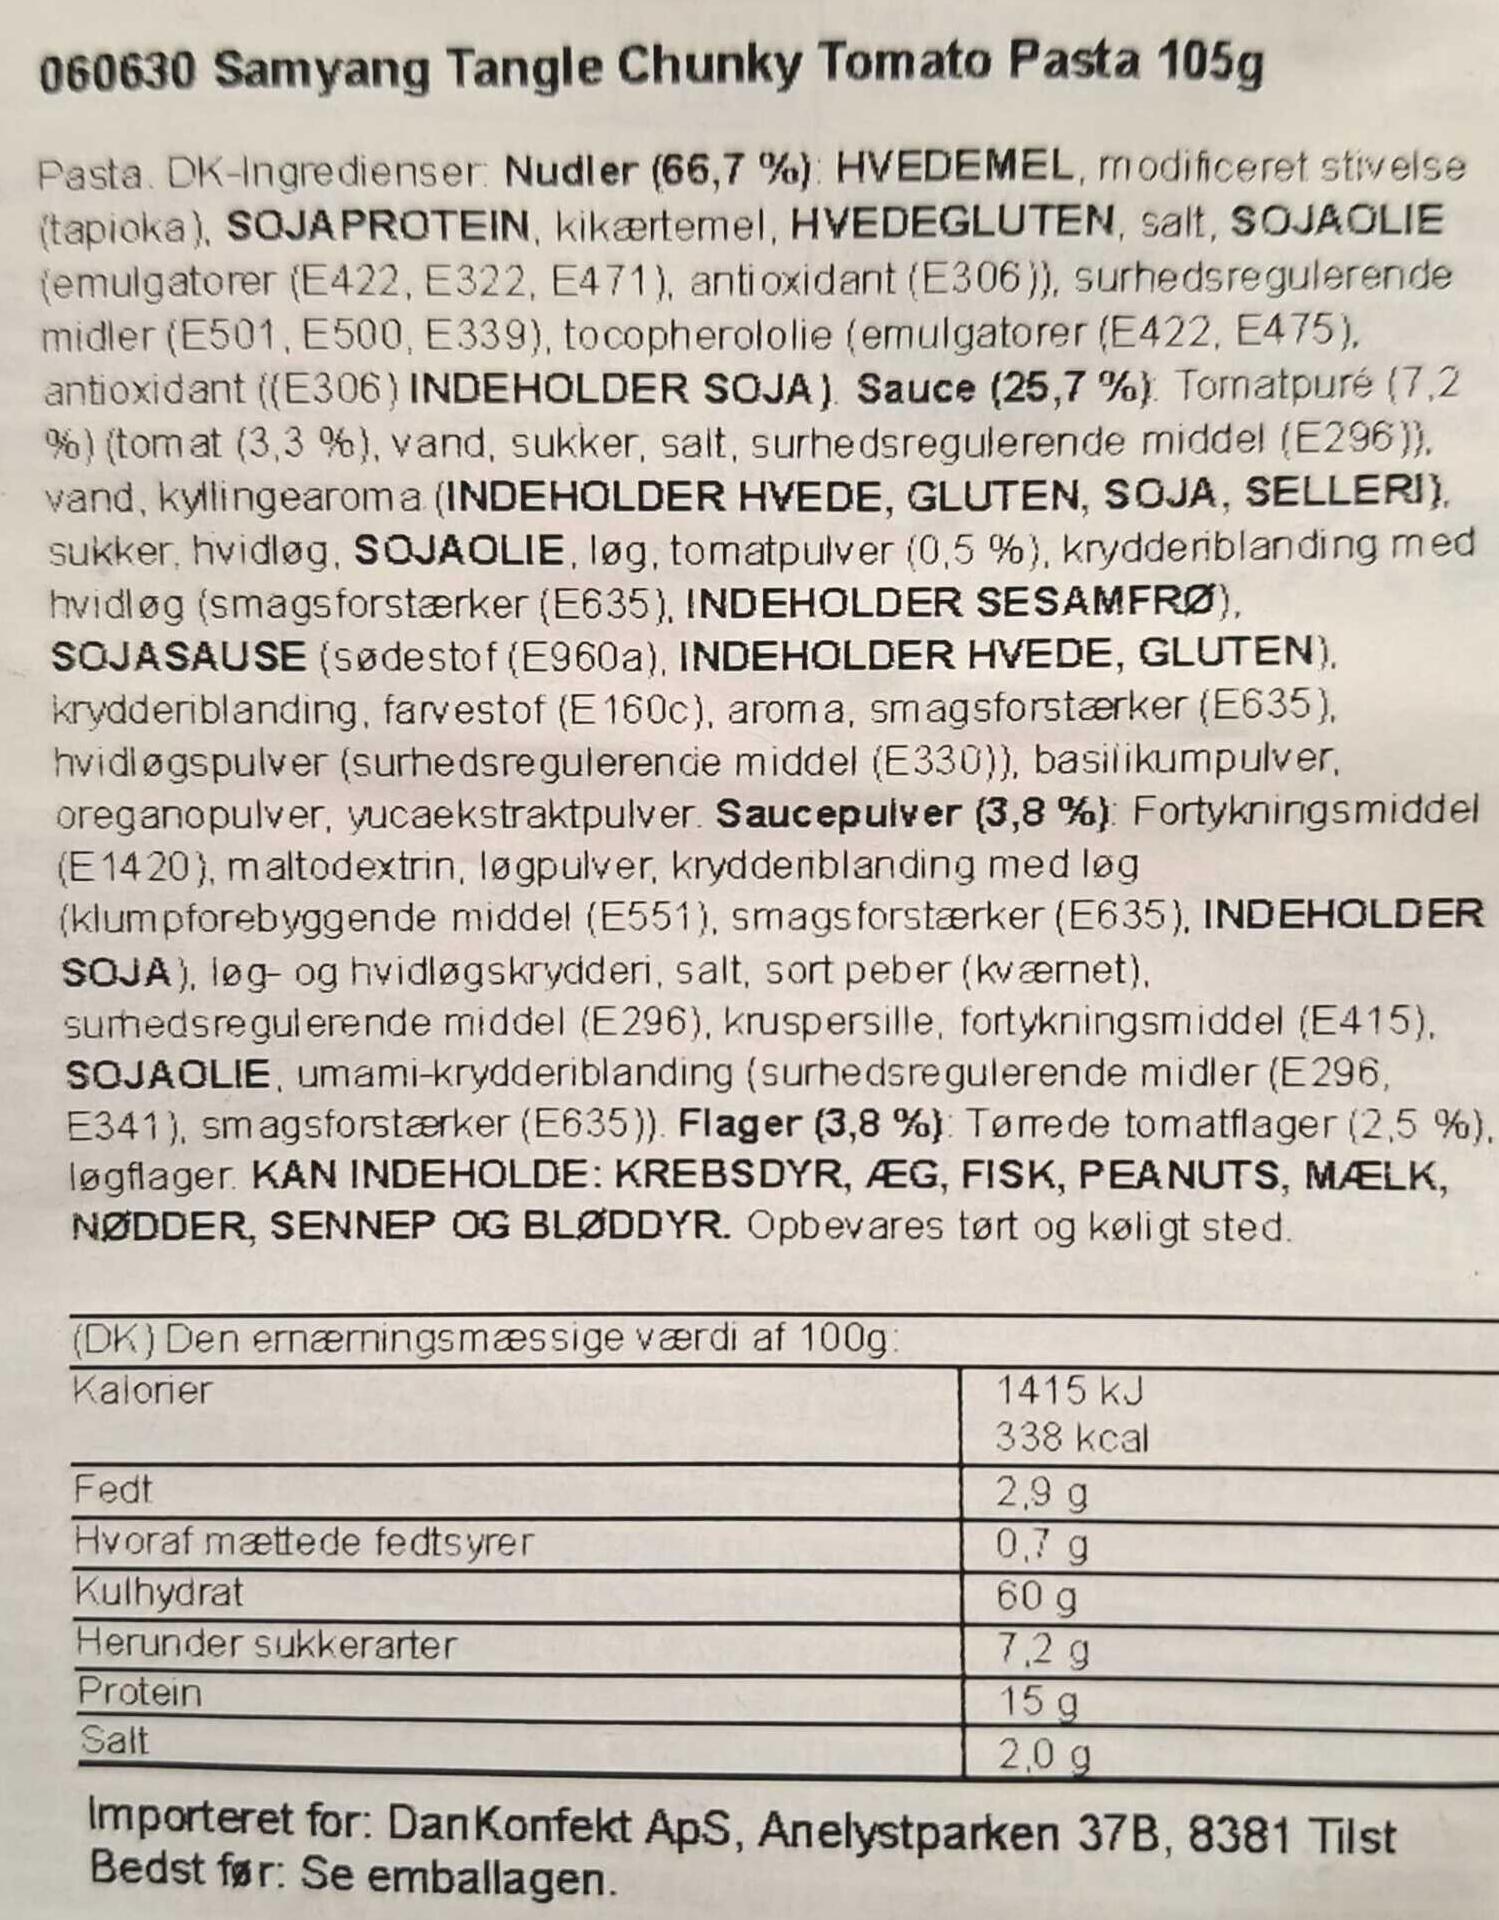 060630 Samyang Tangle Chunky Tomato Pasta 105g
Pasta. DK-Ingredienser: Nudler (66,7 %): HVEDEMEL, modificeret stivelse
(tapioka), SOJAPROTEIN, kikærtemel, HVEDEGLUTEN, salt, SOJAOLIE
(emulgatorer (E422, E322, E471), antioxidant (E306)), surhedsregulerende
midler (E501, E500, E339), tocopherololie (emulgatorer (E422, E475),
antioxidant ((E306) INDEHOLDER SOJA). Sauce (25,7 %): Tomatpuré (7,2
%) (tomat (3,3 %), vand, sukker, salt, surhedsregulerende middel (E296)),
vand, kyllingearoma (INDEHOLDER HVEDE, GLUTEN, SOJA, SELLERI),
sukker, hvidløg, SOJAOLIE, løg, tomatpulver (0,5 %), krydderiblanding med
hvidløg (smagsforstærker (E635), INDEHOLDER SESAMFRØ),
SOJASAUSE (sødestof (E960a), INDEHOLDER HVEDE, GLUTEN),
krydderiblanding, farvestof (E160c), aroma, smagsforstærker (E635),
hvidløgspulver (surhedsregulerende middel (E330)), basilikumpulver,
oreganopulver, yucaekstraktpulver. Saucepulver (3,8 %): Fortykningsmiddel
(E1420), maltodextrin, løgpulver, krydderiblanding med løg
(klumpforebyggende middel (E551), smagsforstærker (E635), INDEHOLDER
SOJA), løg- og hvidløgskrydderi, salt, sort peber (kværnet),
surhedsregulerende middel (E296), kruspersille, fortykningsmiddel (E415),
SOJAOLIE, umami-krydderiblanding (surhedsregulerende midler (E296,
E341), smagsforstærker (E635)). Flager (3,8 %): Tørrede tomatflager (2,5 %),
løgflager. KAN INDEHOLDE: KREBSDYR, ÆG, FISK, PEANUTS, MÆLK,
NØDDER, SENNEP OG BLØDDYR. Opbevares tørt og køligt sted.
(DK) Den ernærningsmæssige værdi af 100g:
Kalorier 1415 kJ
338 kcal
Fedt 2,9 g
Hvoraf mættede fedtsyrer 0,7 g
Kulhydrat 60 g
Herunder sukkerarter 7,2 g
Protein 15 g
Salt 2,0 g
Importeret for: DanKonfekt ApS, Anelystparken 37B, 8381 Tilst
Bedst før: Se emballagen.